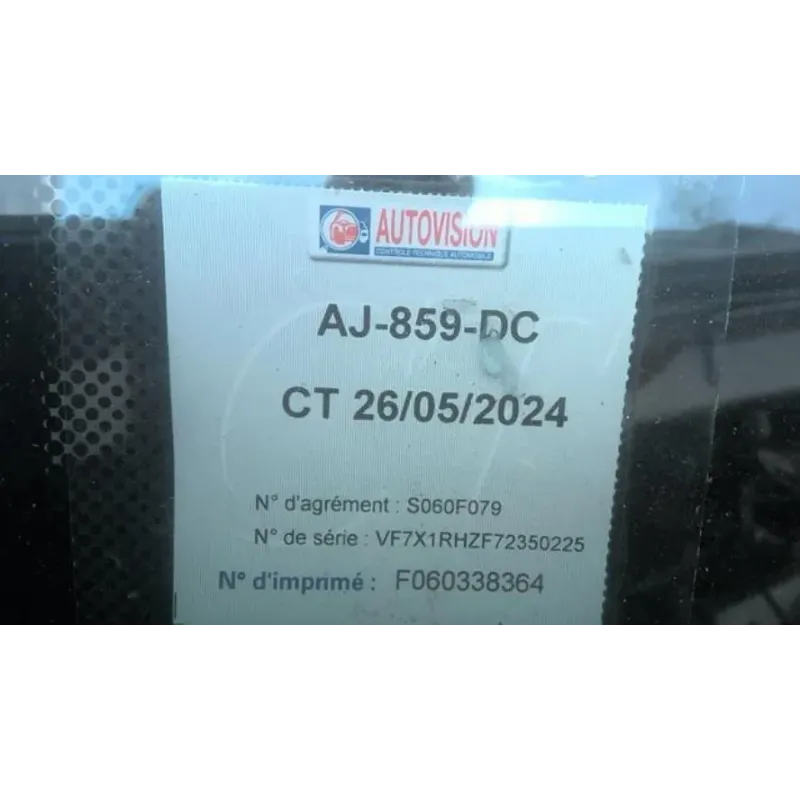 AUTOVISION
CONTROLE TECHNIQUE AUTOMOBILE
AJ-859-DC
CT 26/05/2024
N° d'agrément : S060F079
N° de série : VF7X1RHZF72350225
N° d'imprimé : F060338364